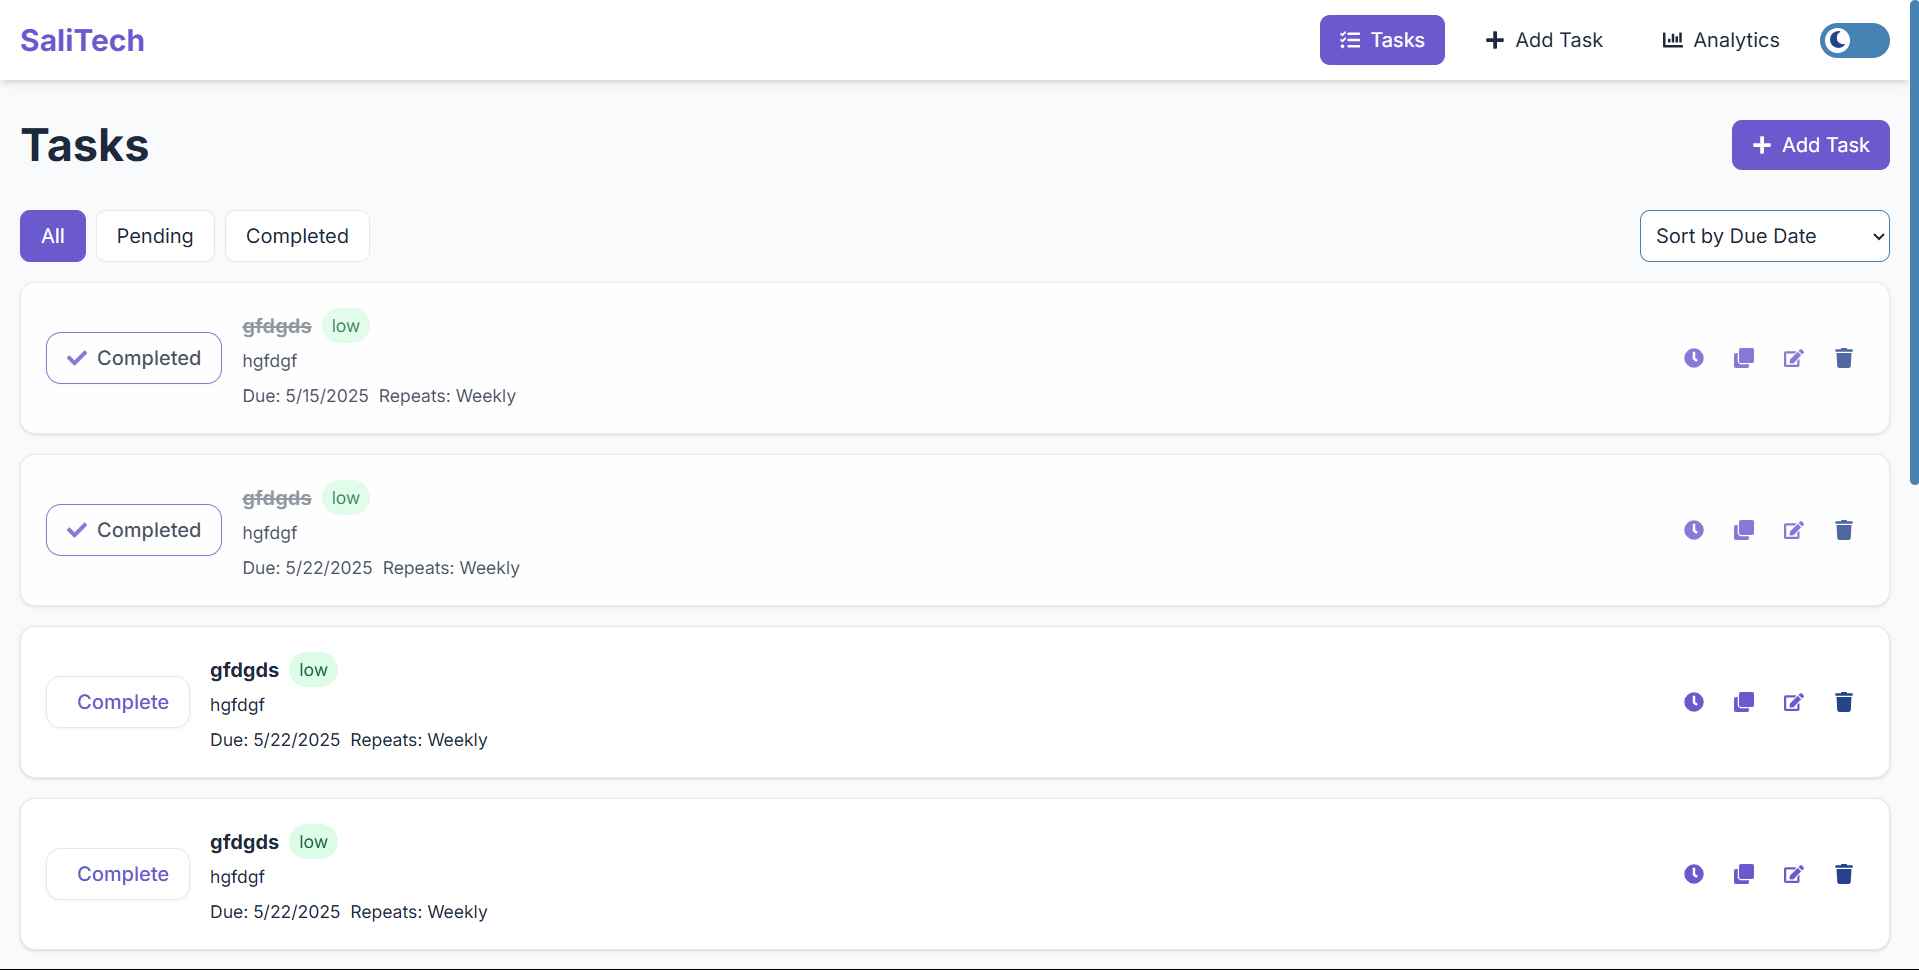 SaliTech
Tasks
Add Task
Analytics
Tasks
Add Task
All
Pending
Completed
Sort by Due Date
gfdgds low
Completed
hgfdgf
Due: 5/15/2025 Repeats: Weekly
gfdgds low
Completed
hgfdgf
Due: 5/22/2025 Repeats: Weekly
gfdgds low
Complete
hgfdgf
Due: 5/22/2025 Repeats: Weekly
gfdgds low
Complete
hgfdgf
Due: 5/22/2025 Repeats: Weekly